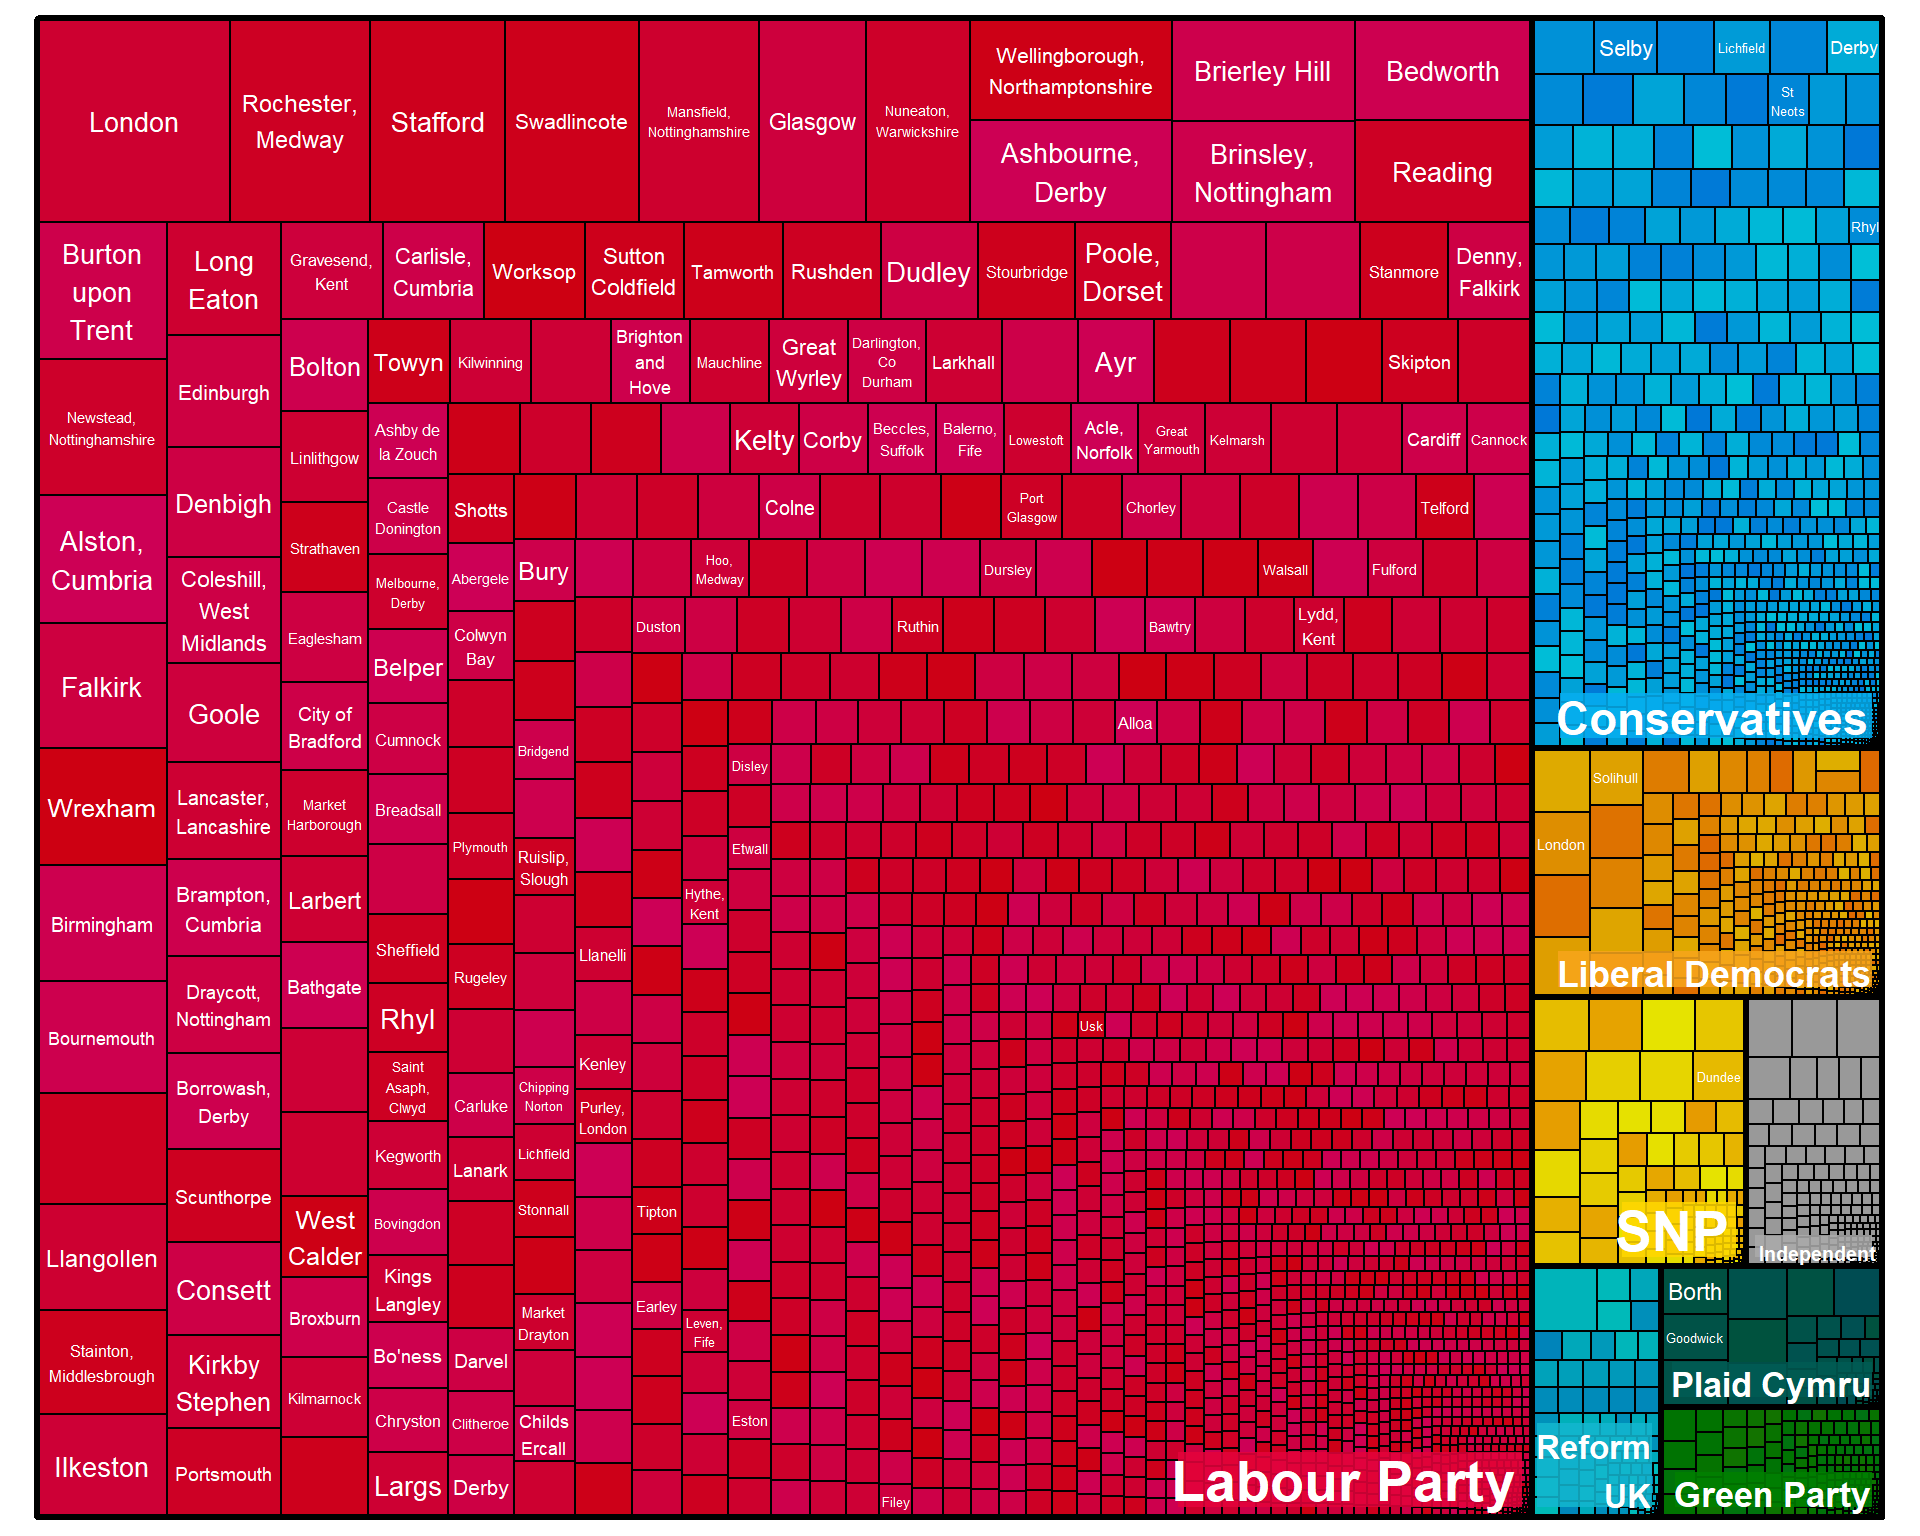 London
Rochester,
Medway
Stafford
Swadlincote
Mansfield,
Nottinghamshire
Glasgow
Nuneaton,
Warwickshire
Wellingborough,
Northamptonshire
Brierley Hill
Bedworth
Ashbourne,
Derby
Brinsley,
Nottingham
Reading
Burton
upon
Trent
Long
Eaton
Gravesend,
Kent
Carlisle,
Cumbria
Worksop
Sutton
Coldfield
Tamworth
Rushden
Dudley
Stourbridge
Poole,
Dorset
Stanmore
Denny,
Falkirk
Bolton
Towyn
Kilwinning
Brighton
and
Hove
Mauchline
Great
Wyrley
Darlington,
Co
Durham
Larkhall
Ayr
Skipton
Newstead,
Nottinghamshire
Edinburgh
Linlithgow
Ashby de
la Zouch
Kelty
Corby
Beccles,
Suffolk
Balerno,
Fife
Lowestoft
Acle,
Norfolk
Great
Yarmouth
Kelmarsh
Cardiff
Cannock
Alston,
Cumbria
Denbigh
Strathaven
Castle
Donington
Shotts
Colne
Port
Glasgow
Chorley
Telford
Coleshill,
West
Midlands
Melbourne,
Derby
Abergele
Bury
Hoo,
Medway
Dursley
Walsall
Fulford
Falkirk
Goole
Eaglesham
Belper
Colwyn
Bay
Duston
Ruthin
Bawtry
Lydd,
Kent
City of
Bradford
Cumnock
Bridgend
Alloa
Disley
Wrexham
Lancaster,
Lancashire
Market
Harborough
Breadsall
Plymouth
Ruislip,
Slough
Etwall
Birmingham
Brampton,
Cumbria
Larbert
Sheffield
Rugeley
Llanelli
Hythe,
Kent
Bournemouth
Draycott,
Nottingham
Bathgate
Rhyl
Usk
Borrowash,
Derby
Saint
Asaph,
Clwyd
Carluke
Chipping
Norton
Kenley
Purley,
London
Scunthorpe
Kegworth
Lanark
Lichfield
Llangollen
West
Calder
Bovingdon
Stonnall
Tipton
Consett
Broxburn
Kings
Langley
Market
Drayton
Earley
Leven,
Fife
Stainton,
Middlesbrough
Kirkby
Stephen
Kilmarnock
Bo'ness
Darvel
Chryston
Clitheroe
Childs
Ercall
Eston
Ilkeston
Portsmouth
Largs
Derby
Filey
Labour Party
Selby
Lichfield
Derby
St
Neots
Rhyl
Conservatives
Solihull
London
Liberal Democrats
Dundee
SNP
Independent
Borth
Goodwick
Plaid Cymru
Reform
UK
Green Party